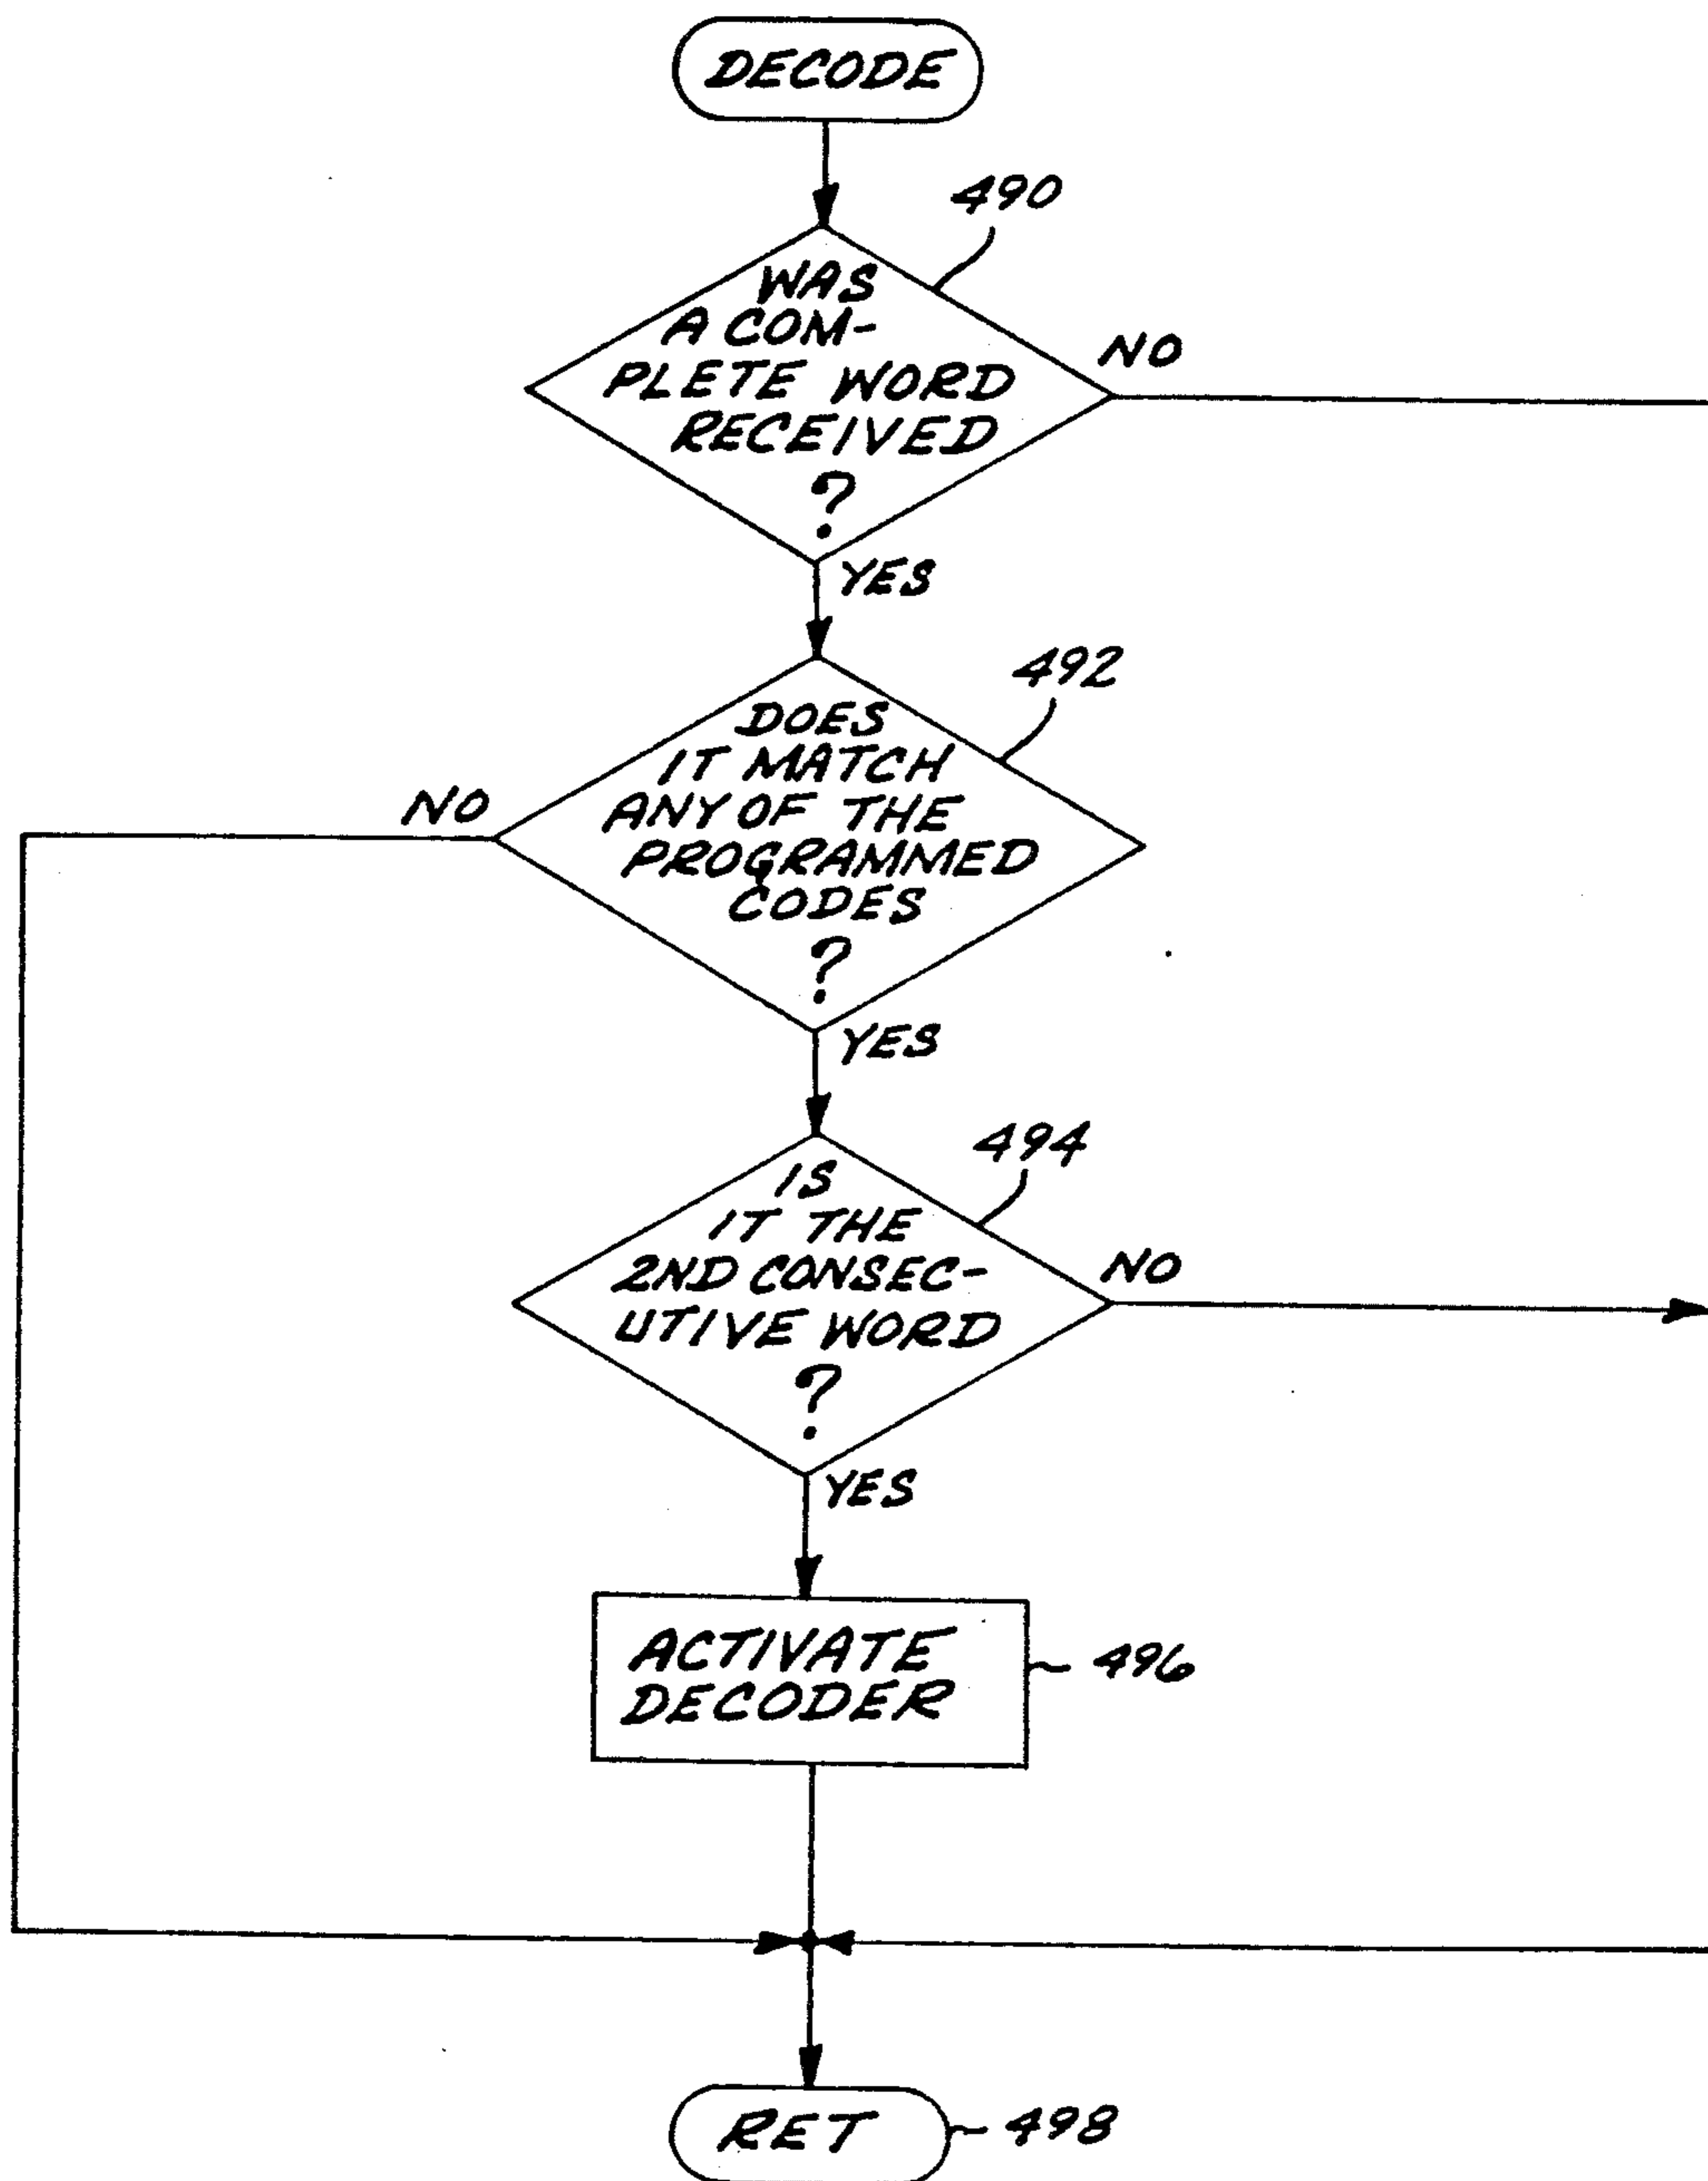 DECODE
490
WAS
A COM-
PLETE WORD
RECEIVED
?
NO
YES
492
DOES
IT MATCH
ANY OF THE
PROGRAMMED
CODES
?
NO
YES
494
IS
IT THE
2ND CONSEC-
UTIVE WORD
?
NO
YES
ACTIVATE
DECODER
496
RET
498